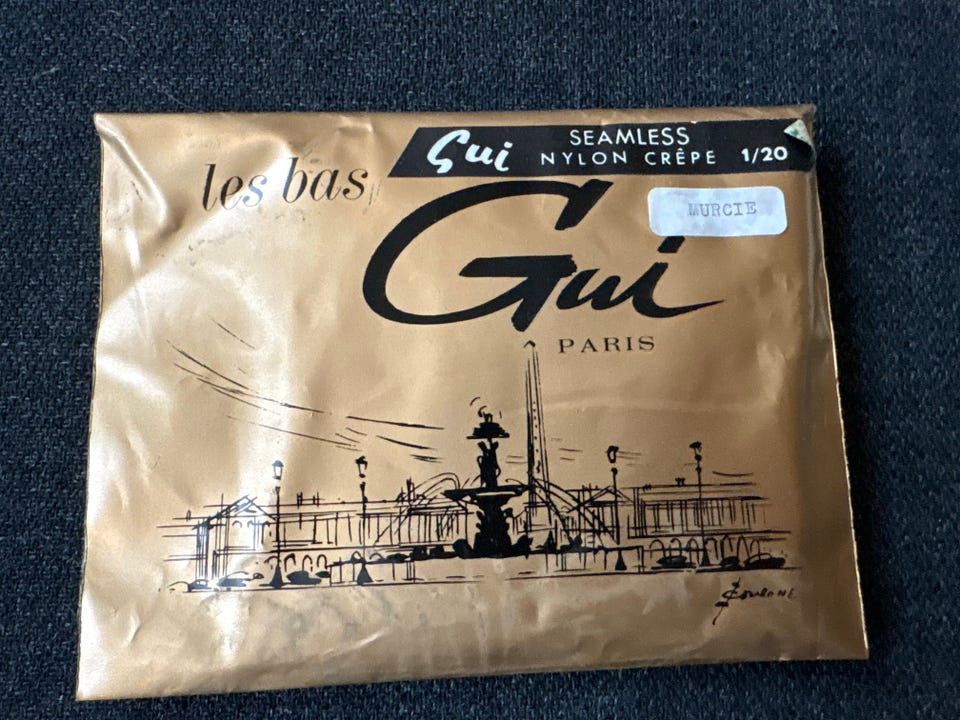 Gui SEAMLESS
NYLON CRÊPE 1/20
les bas
MURCIE
Gui
PARIS